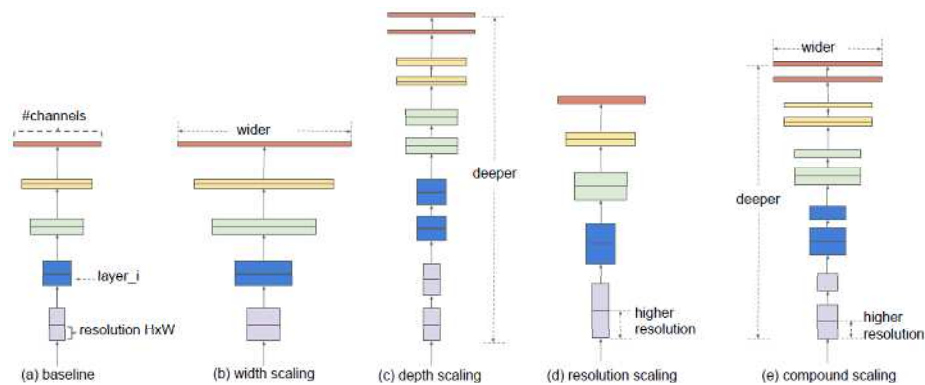 #channels
layer_i
resolution HxW
(a) baseline
wider
(b) width scaling
deeper
(c) depth scaling
higher
resolution
(d) resolution scaling
wider
deeper
higher
resolution
(e) compound scaling